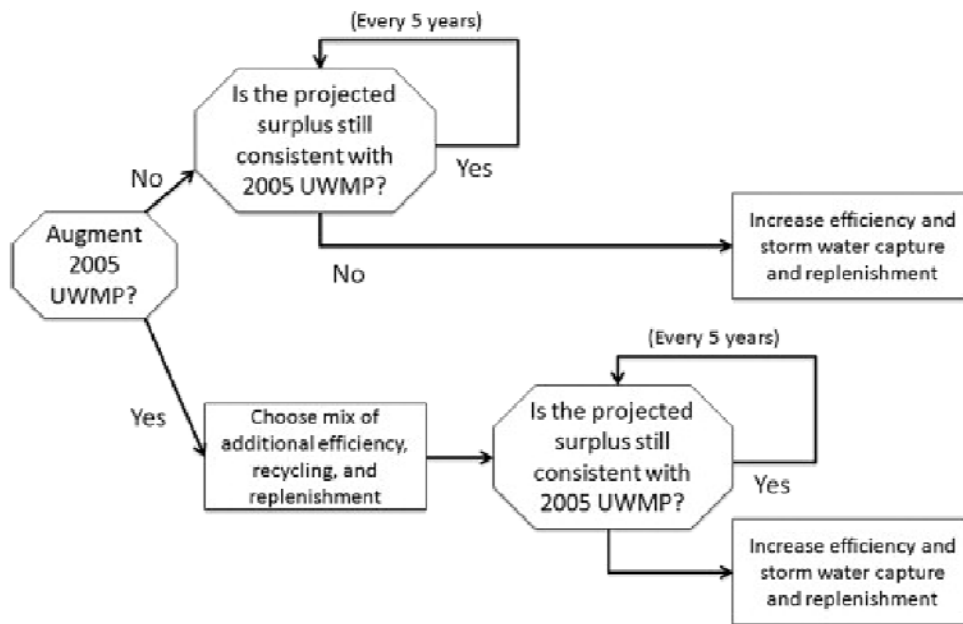 (Every 5 years)
Is the projected
surplus still
consistent with
2005 UWMP?
Yes
No
Augment
2005
UWMP?
No
Increase efficiency and
storm water capture
and replenishment
(Every 5 years)
Yes
Choose mix of
additional efficiency,
recycling, and
replenishment
Is the projected
surplus still
consistent with
2005 UWMP?
Yes
Increase efficiency and
storm water capture
and replenishment